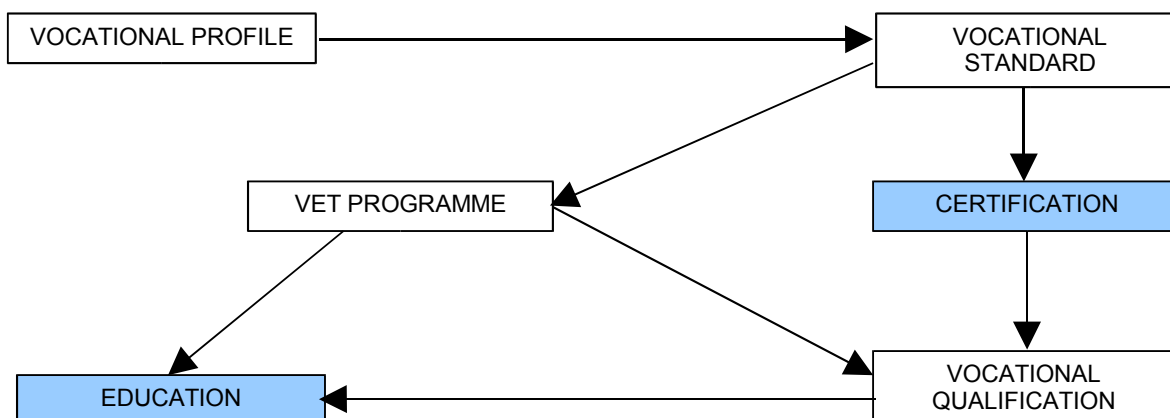 VOCATIONAL PROFILE
VOCATIONAL
STANDARD
VET PROGRAMME
CERTIFICATION
EDUCATION
VOCATIONAL
QUALIFICATION